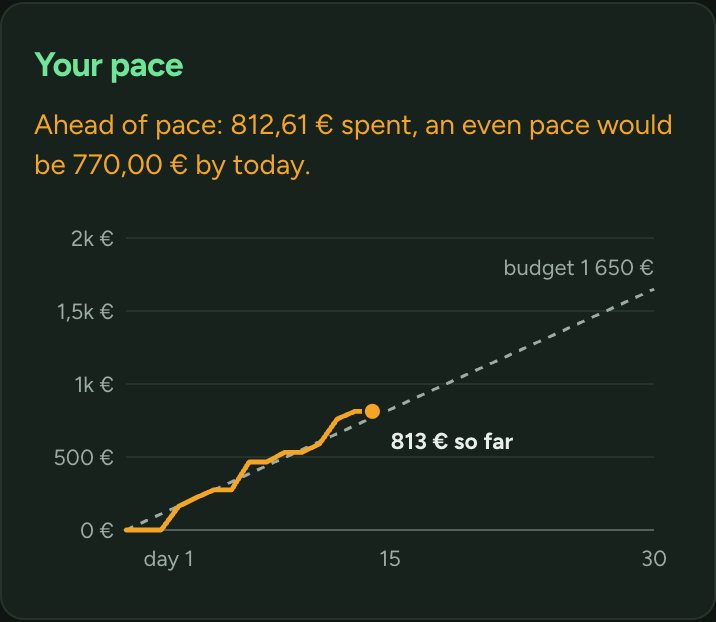 Your pace
Ahead of pace: 812,61 € spent, an even pace would
be 770,00 € by today.
2k €
budget 1 650 €
1,5k €
1k €
813 € so far
500 €
0 €
day 1
15
30